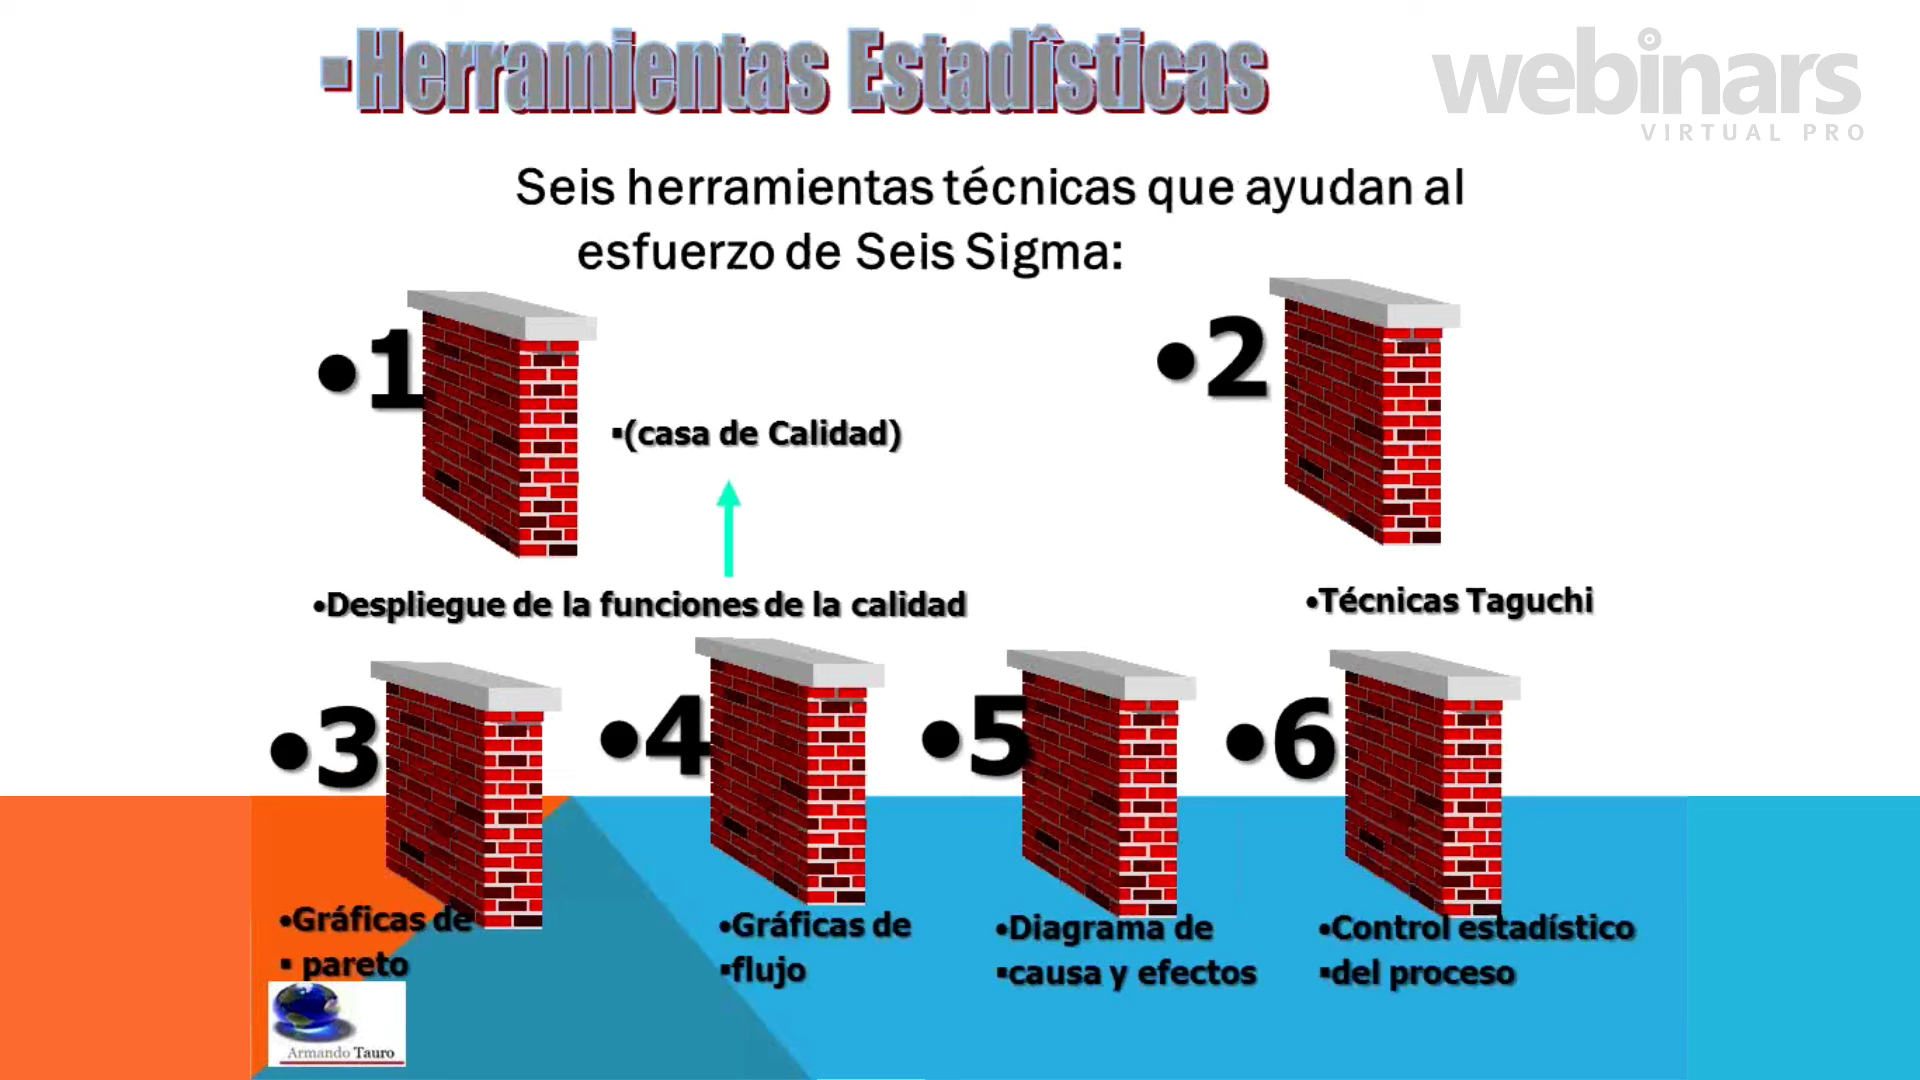 ▪Herramientas Estadísticas
webinars
VIRTUAL PRO
Seis herramientas técnicas que ayudan al
esfuerzo de Seis Sigma:
•1
•2
▪(casa de Calidad)
•Despliegue de la funciones de la calidad
•Técnicas Taguchi
•3
•4
•5
•6
•Gráficas de
▪ pareto
•Gráficas de
▪flujo
•Diagrama de
▪causa y efectos
•Control estadístico
▪del proceso
Armando Tauro